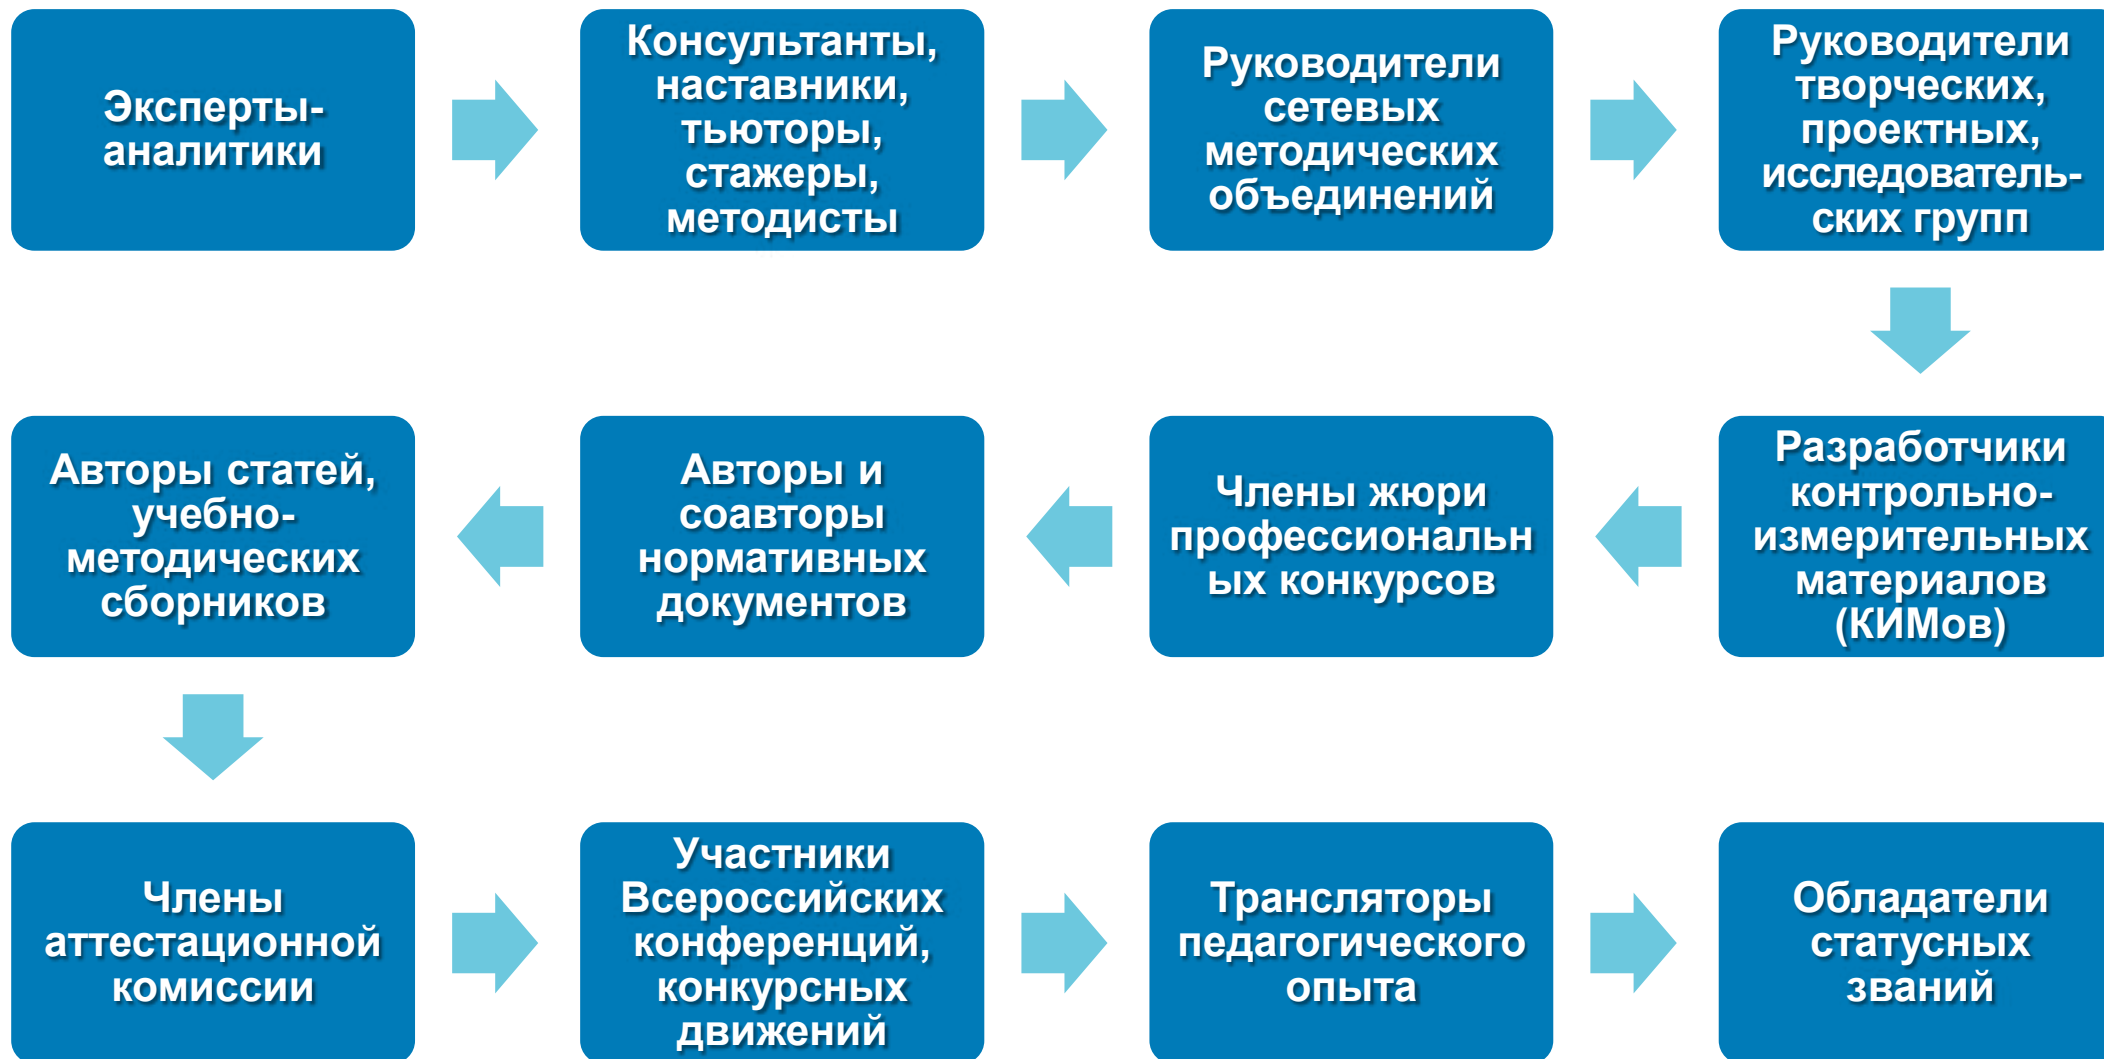 Эксперты-
аналитики
Консультанты,
наставники,
тьюторы,
стажеры,
методисты
Руководители
сетевых
методических
объединений
Руководители
творческих,
проектных,
исследователь-
ских групп
Разработчики
контрольно-
измерительных
материалов
(КИМов)
Члены жюри
профессиональн
ых конкурсов
Авторы и
соавторы
нормативных
документов
Авторы статей,
учебно-
методических
сборников
Члены
аттестационной
комиссии
Участники
Всероссийских
конференций,
конкурсных
движений
Трансляторы
педагогического
опыта
Обладатели
статусных
званий